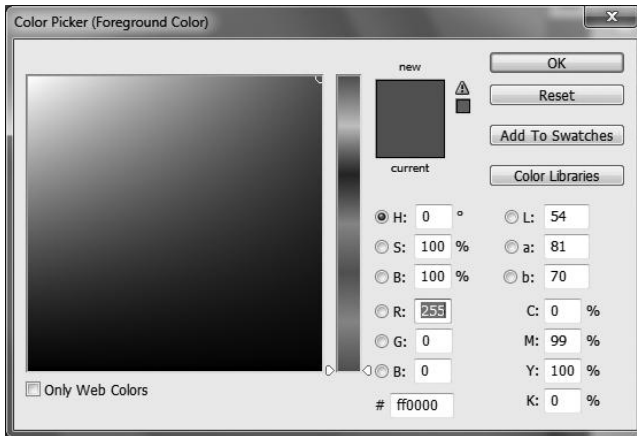 Color Picker (Foreground Color)
x
new
OK
Reset
Add To Swatches
current
Color Libraries
H: 0 °
L: 54
S: 100 %
a: 81
B: 100 %
b: 70
R: 255
C: 0 %
G: 0
M: 99 %
B: 0
Y: 100 %
Only Web Colors
# ff0000
K: 0 %